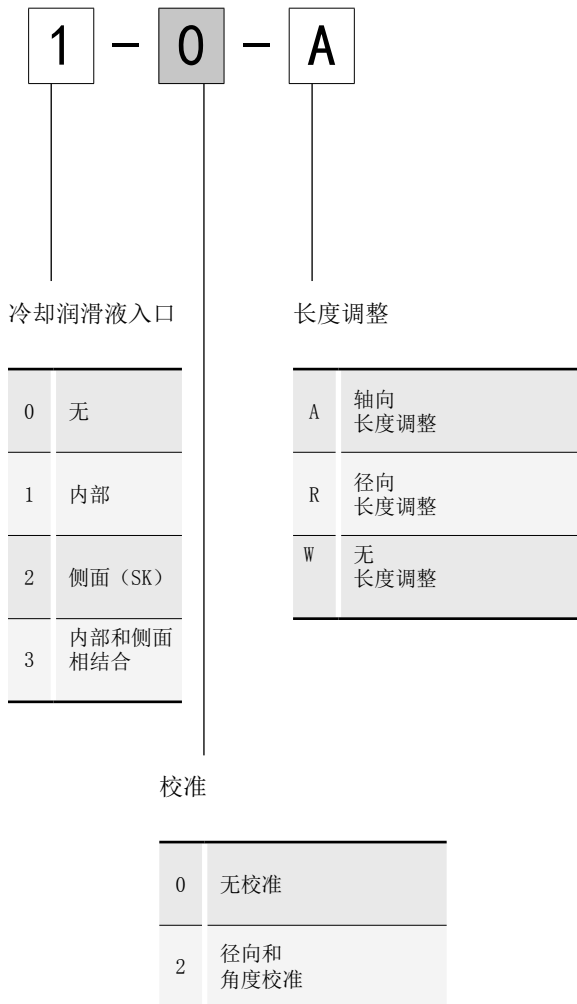 1 - 0 - A
冷却润滑液入口
0 无
1 内部
2 侧面（SK）
3 内部和侧面
相结合
长度调整
A 轴向
长度调整
R 径向
长度调整
W 无
长度调整
校准
0 无校准
2 径向和
角度校准